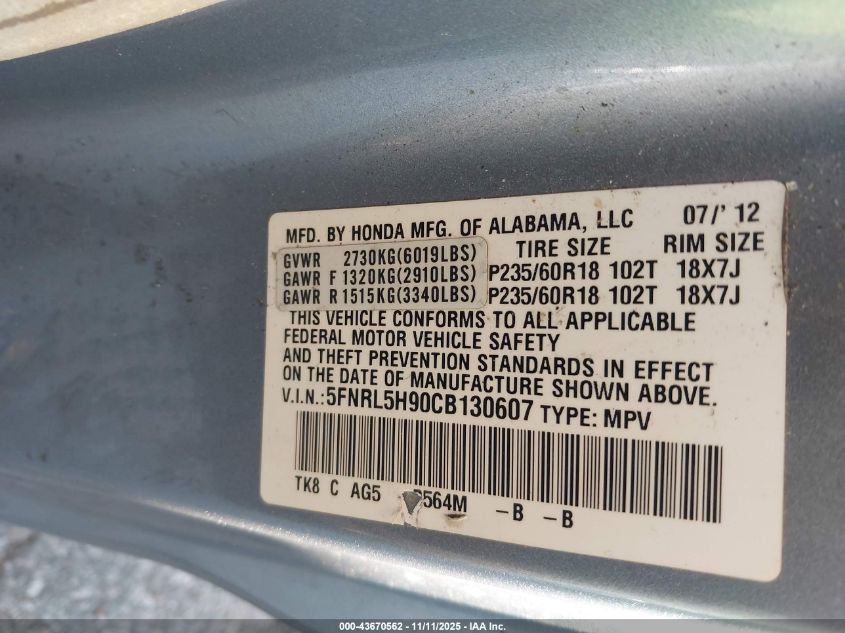 MFD. BY HONDA MFG. OF ALABAMA, LLC 07/'12
GVWR 2730KG(6019LBS) TIRE SIZE RIM SIZE
GAWR F 1320KG(2910LBS) P235/60R18 102T 18X7J
GAWR R 1515KG(3340LBS) P235/60R18 102T 18X7J
THIS VEHICLE CONFORMS TO ALL APPLICABLE
FEDERAL MOTOR VEHICLE SAFETY
AND THEFT PREVENTION STANDARDS IN EFFECT
ON THE DATE OF MANUFACTURE SHOWN ABOVE.
V.I.N.:5FNRL5H90CB130607 TYPE: MPV
TK8 C AG5 -B -B
000-43670562 - 11/11/2025 - IAA Inc.